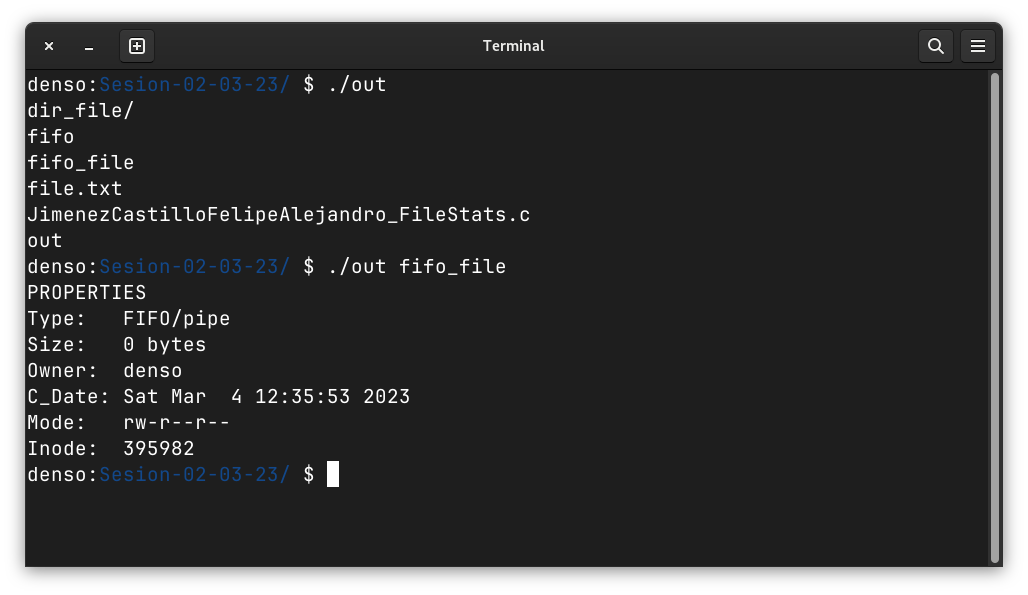 Terminal
denso:Sesion-02-03-23/ $ ./out
dir_file/
fifo
fifo_file
file.txt
JimenezCastilloFelipeAlejandro_FileStats.c
out
denso:Sesion-02-03-23/ $ ./out fifo_file
PROPERTIES
Type:   FIFO/pipe
Size:   0 bytes
Owner:  denso
C_Date: Sat Mar  4 12:35:53 2023
Mode:   rw-r--r--
Inode:  395982
denso:Sesion-02-03-23/ $